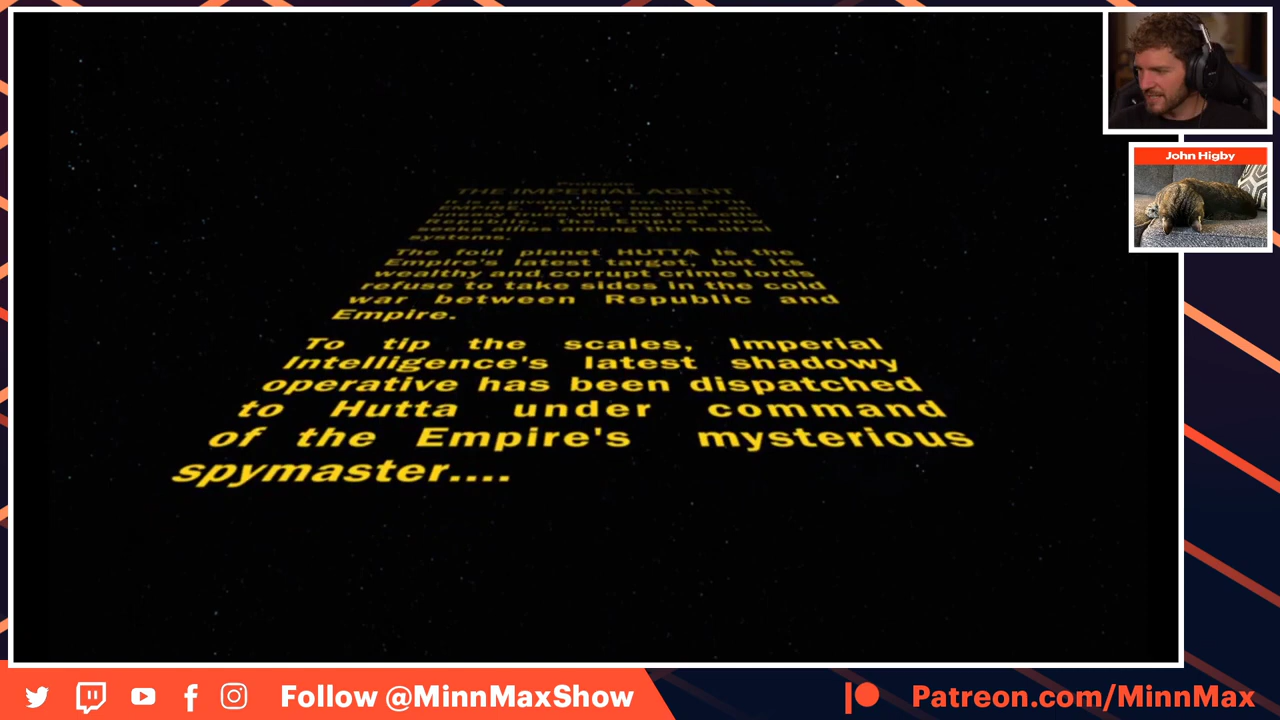 Prologue
THE IMPERIAL AGENT
It is a pivotal time for the SITH
EMPIRE. Having secured an
uneasy truce with the Galactic
Republic, the Empire now
seeks allies among the neutral
systems.
The foul planet HUTTA is the
Empire's latest target, but its
wealthy and corrupt crime lords
refuse to take sides in the cold
war between Republic and
Empire.
To tip the scales, Imperial
Intelligence's latest shadowy
operative has been dispatched
to Hutta under command
of the Empire's mysterious
spymaster....
John Higby
Follow @MinnMaxShow
Patreon.com/MinnMax